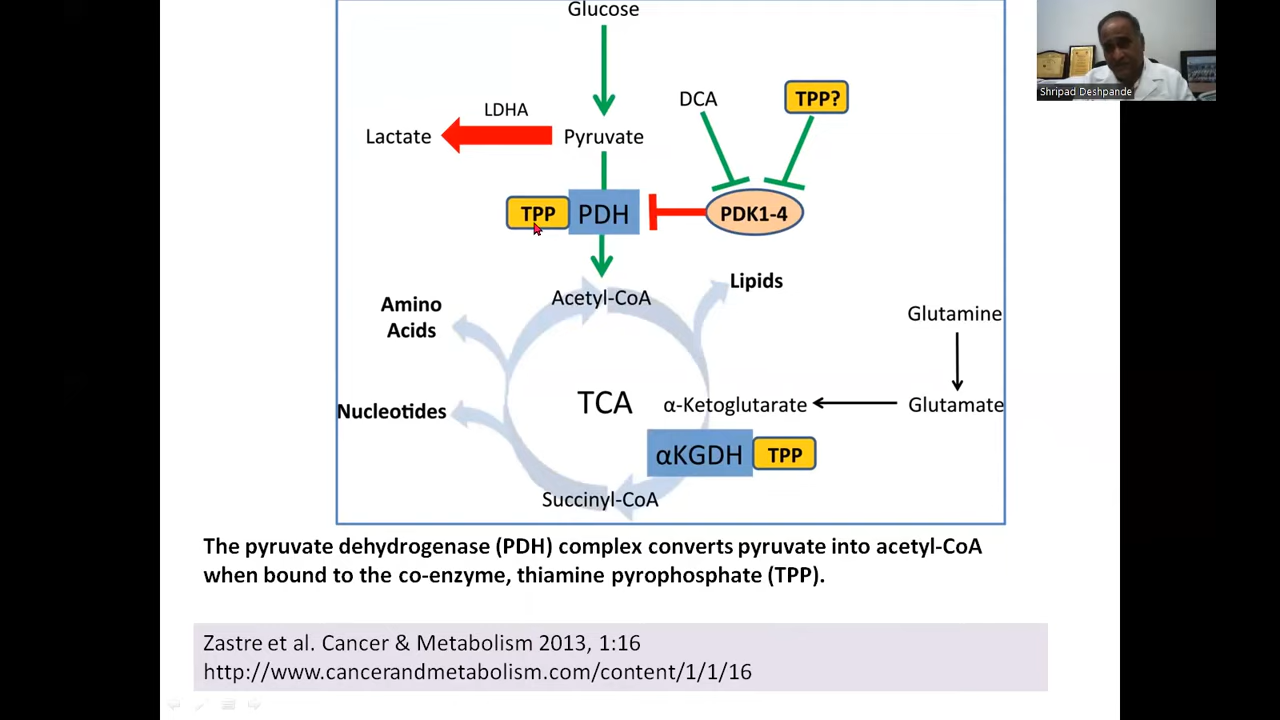 Glucose
Shripad Deshpande
DCA
TPP?
LDHA
Lactate
Pyruvate
TPP
PDH
PDK1-4
Lipids
Acetyl-CoA
Amino
Acids
Glutamine
TCA
α-Ketoglutarate
Glutamate
Nucleotides
αKGDH
TPP
Succinyl-CoA
The pyruvate dehydrogenase (PDH) complex converts pyruvate into acetyl-CoA
when bound to the co-enzyme, thiamine pyrophosphate (TPP).
Zastre et al. Cancer & Metabolism 2013, 1:16
http://www.cancerandmetabolism.com/content/1/1/16